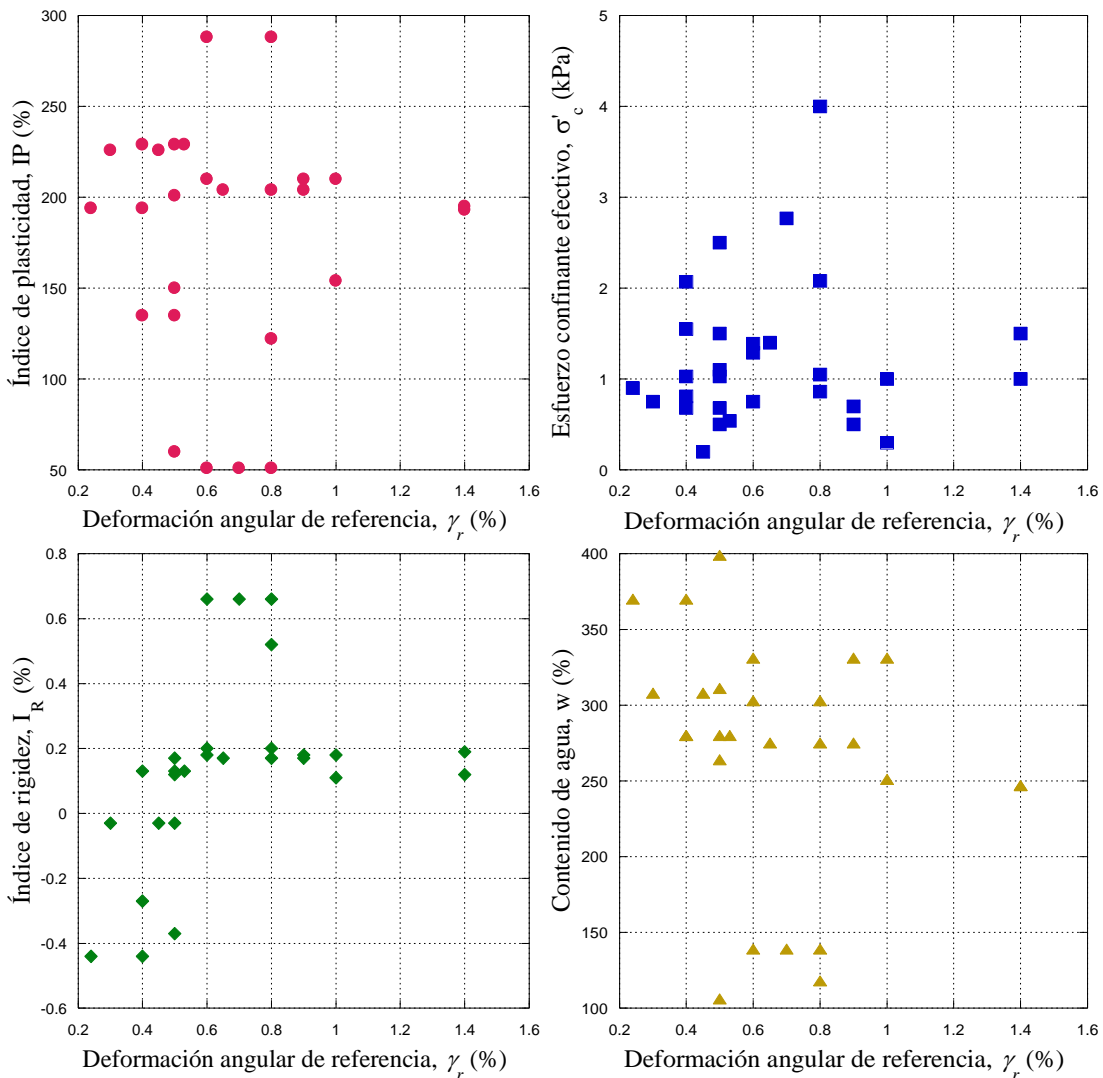 300
250
200
150
100
50
Índice de plasticidad, IP (%)
0.2 0.4 0.6 0.8 1 1.2 1.4 1.6
Deformación angular de referencia, γr (%)
5
4
3
2
1
0
Esfuerzo confinante efectivo, σ'c (kPa)
0.2 0.4 0.6 0.8 1 1.2 1.4 1.6
Deformación angular de referencia, γr (%)
0.8
0.6
0.4
0.2
0
-0.2
-0.4
-0.6
Índice de rigidez, IR (%)
0.2 0.4 0.6 0.8 1 1.2 1.4 1.6
Deformación angular de referencia, γr (%)
400
350
300
250
200
150
100
Contenido de agua, w (%)
0.2 0.4 0.6 0.8 1 1.2 1.4 1.6
Deformación angular de referencia, γr (%)